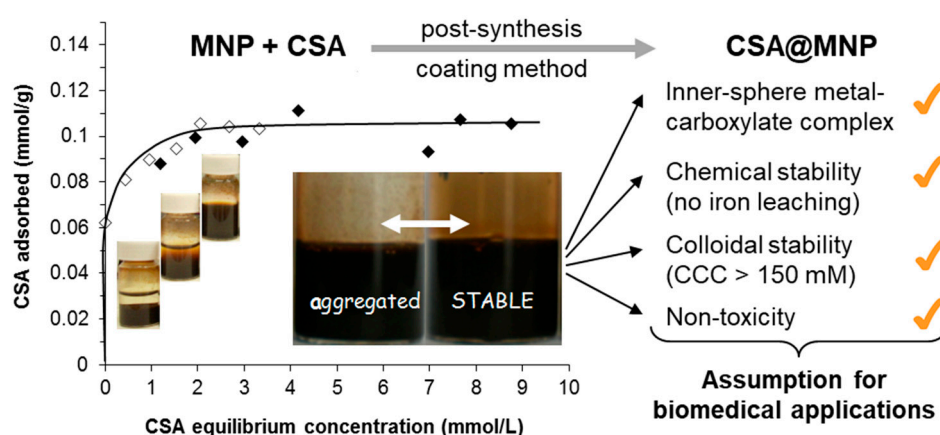 MNP + CSA
post-synthesis
coating method
CSA@MNP
CSA adsorbed (mmol/g)
0.14
0.12
0.1
0.08
0.06
0.04
0.02
0
0 1 2 3 4 5 6 7 8 9 10
CSA equilibrium concentration (mmol/L)
aggregated
STABLE
Inner-sphere metal-
carboxylate complex
Chemical stability
(no iron leaching)
Colloidal stability
(CCC > 150 mM)
Non-toxicity
Assumption for
biomedical applications